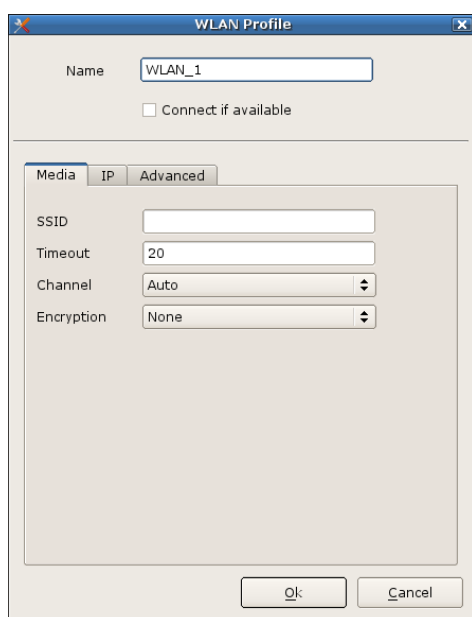 WLAN Profile
Name WLAN_1
Connect if available
Media IP Advanced
SSID
Timeout 20
Channel Auto
Encryption None
Ok Cancel